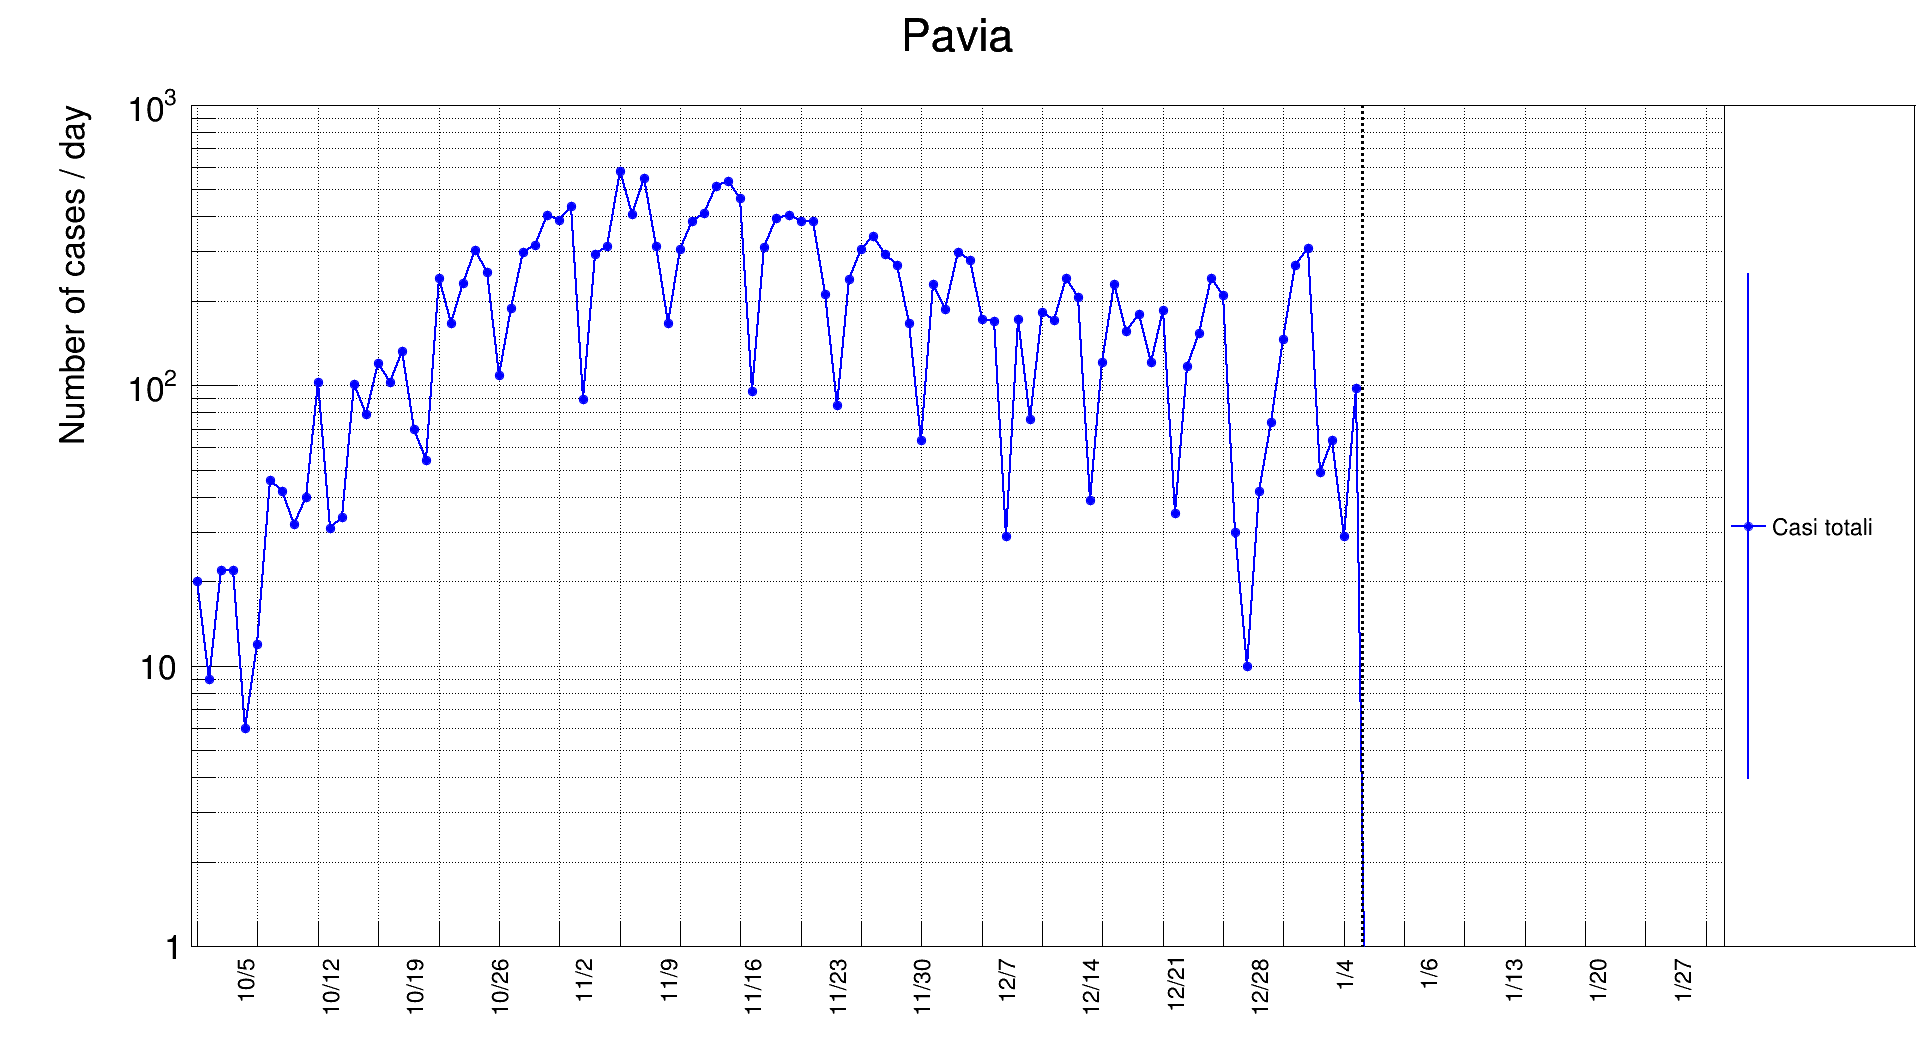 Pavia
Number of cases / day
10³
10²
10
1
10/5 10/12 10/19 10/26 11/2 11/9 11/16 11/23 11/30 12/7 12/14 12/21 12/28 1/4 1/6 1/13 1/20 1/27
Casi totali